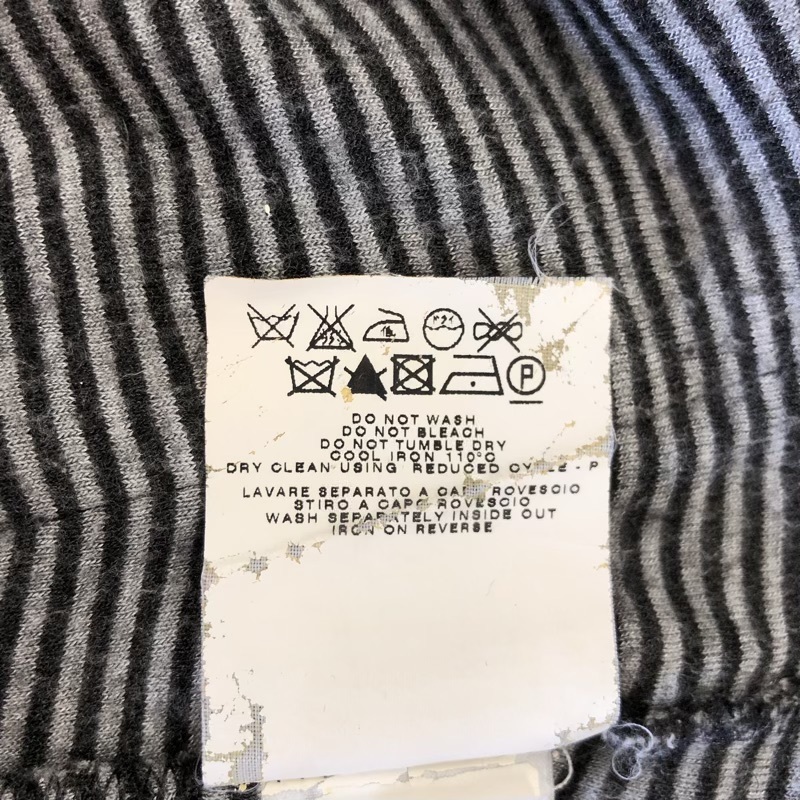 P
DO NOT WASH
DO NOT BLEACH
DO NOT TUMBLE DRY
COOL IRON 110°C
DRY CLEAN USING REDUCED - P
LAVARE SEPARATO A ROVESCIO
STIRO A CAPO ROVESCIO
WASH SEPARATELY INSIDE OUT
IRON ON REVERSE